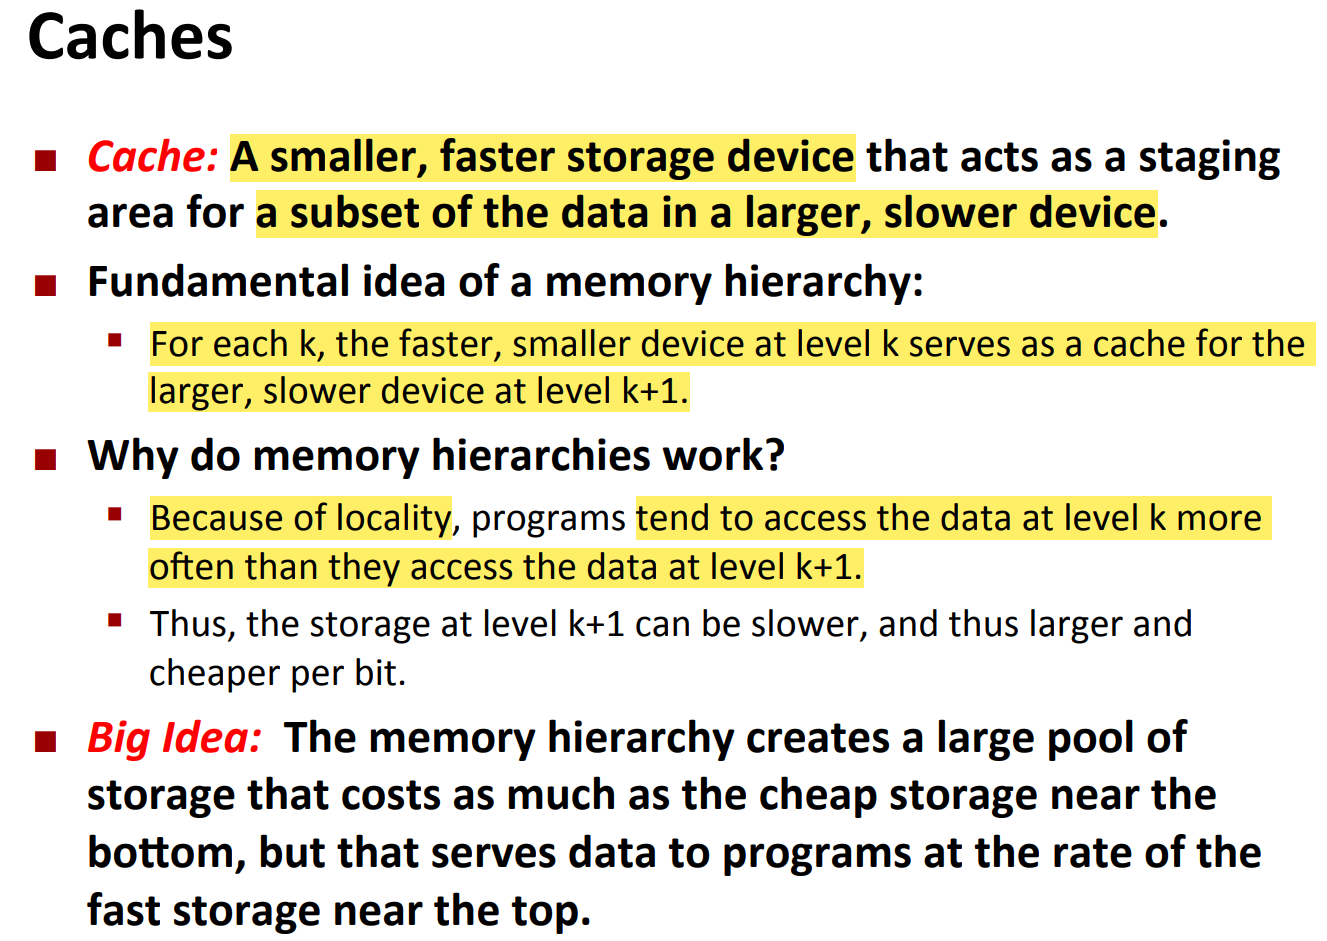 Caches
Cache: A smaller, faster storage device that acts as a staging
area for a subset of the data in a larger, slower device.
Fundamental idea of a memory hierarchy:
For each k, the faster, smaller device at level k serves as a cache for the
larger, slower device at level k+1.
Why do memory hierarchies work?
Because of locality, programs tend to access the data at level k more
often than they access the data at level k+1.
Thus, the storage at level k+1 can be slower, and thus larger and
cheaper per bit.
Big Idea: The memory hierarchy creates a large pool of
storage that costs as much as the cheap storage near the
bottom, but that serves data to programs at the rate of the
fast storage near the top.